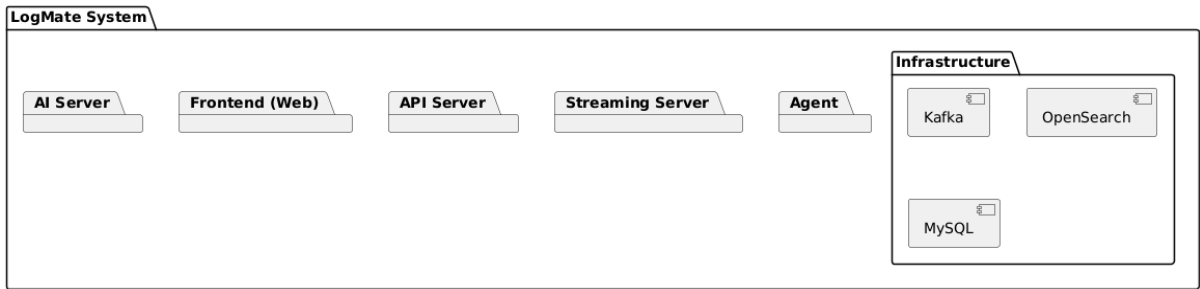 LogMate System
Infrastructure
AI Server
Frontend (Web)
API Server
Streaming Server
Agent
Kafka
OpenSearch
MySQL